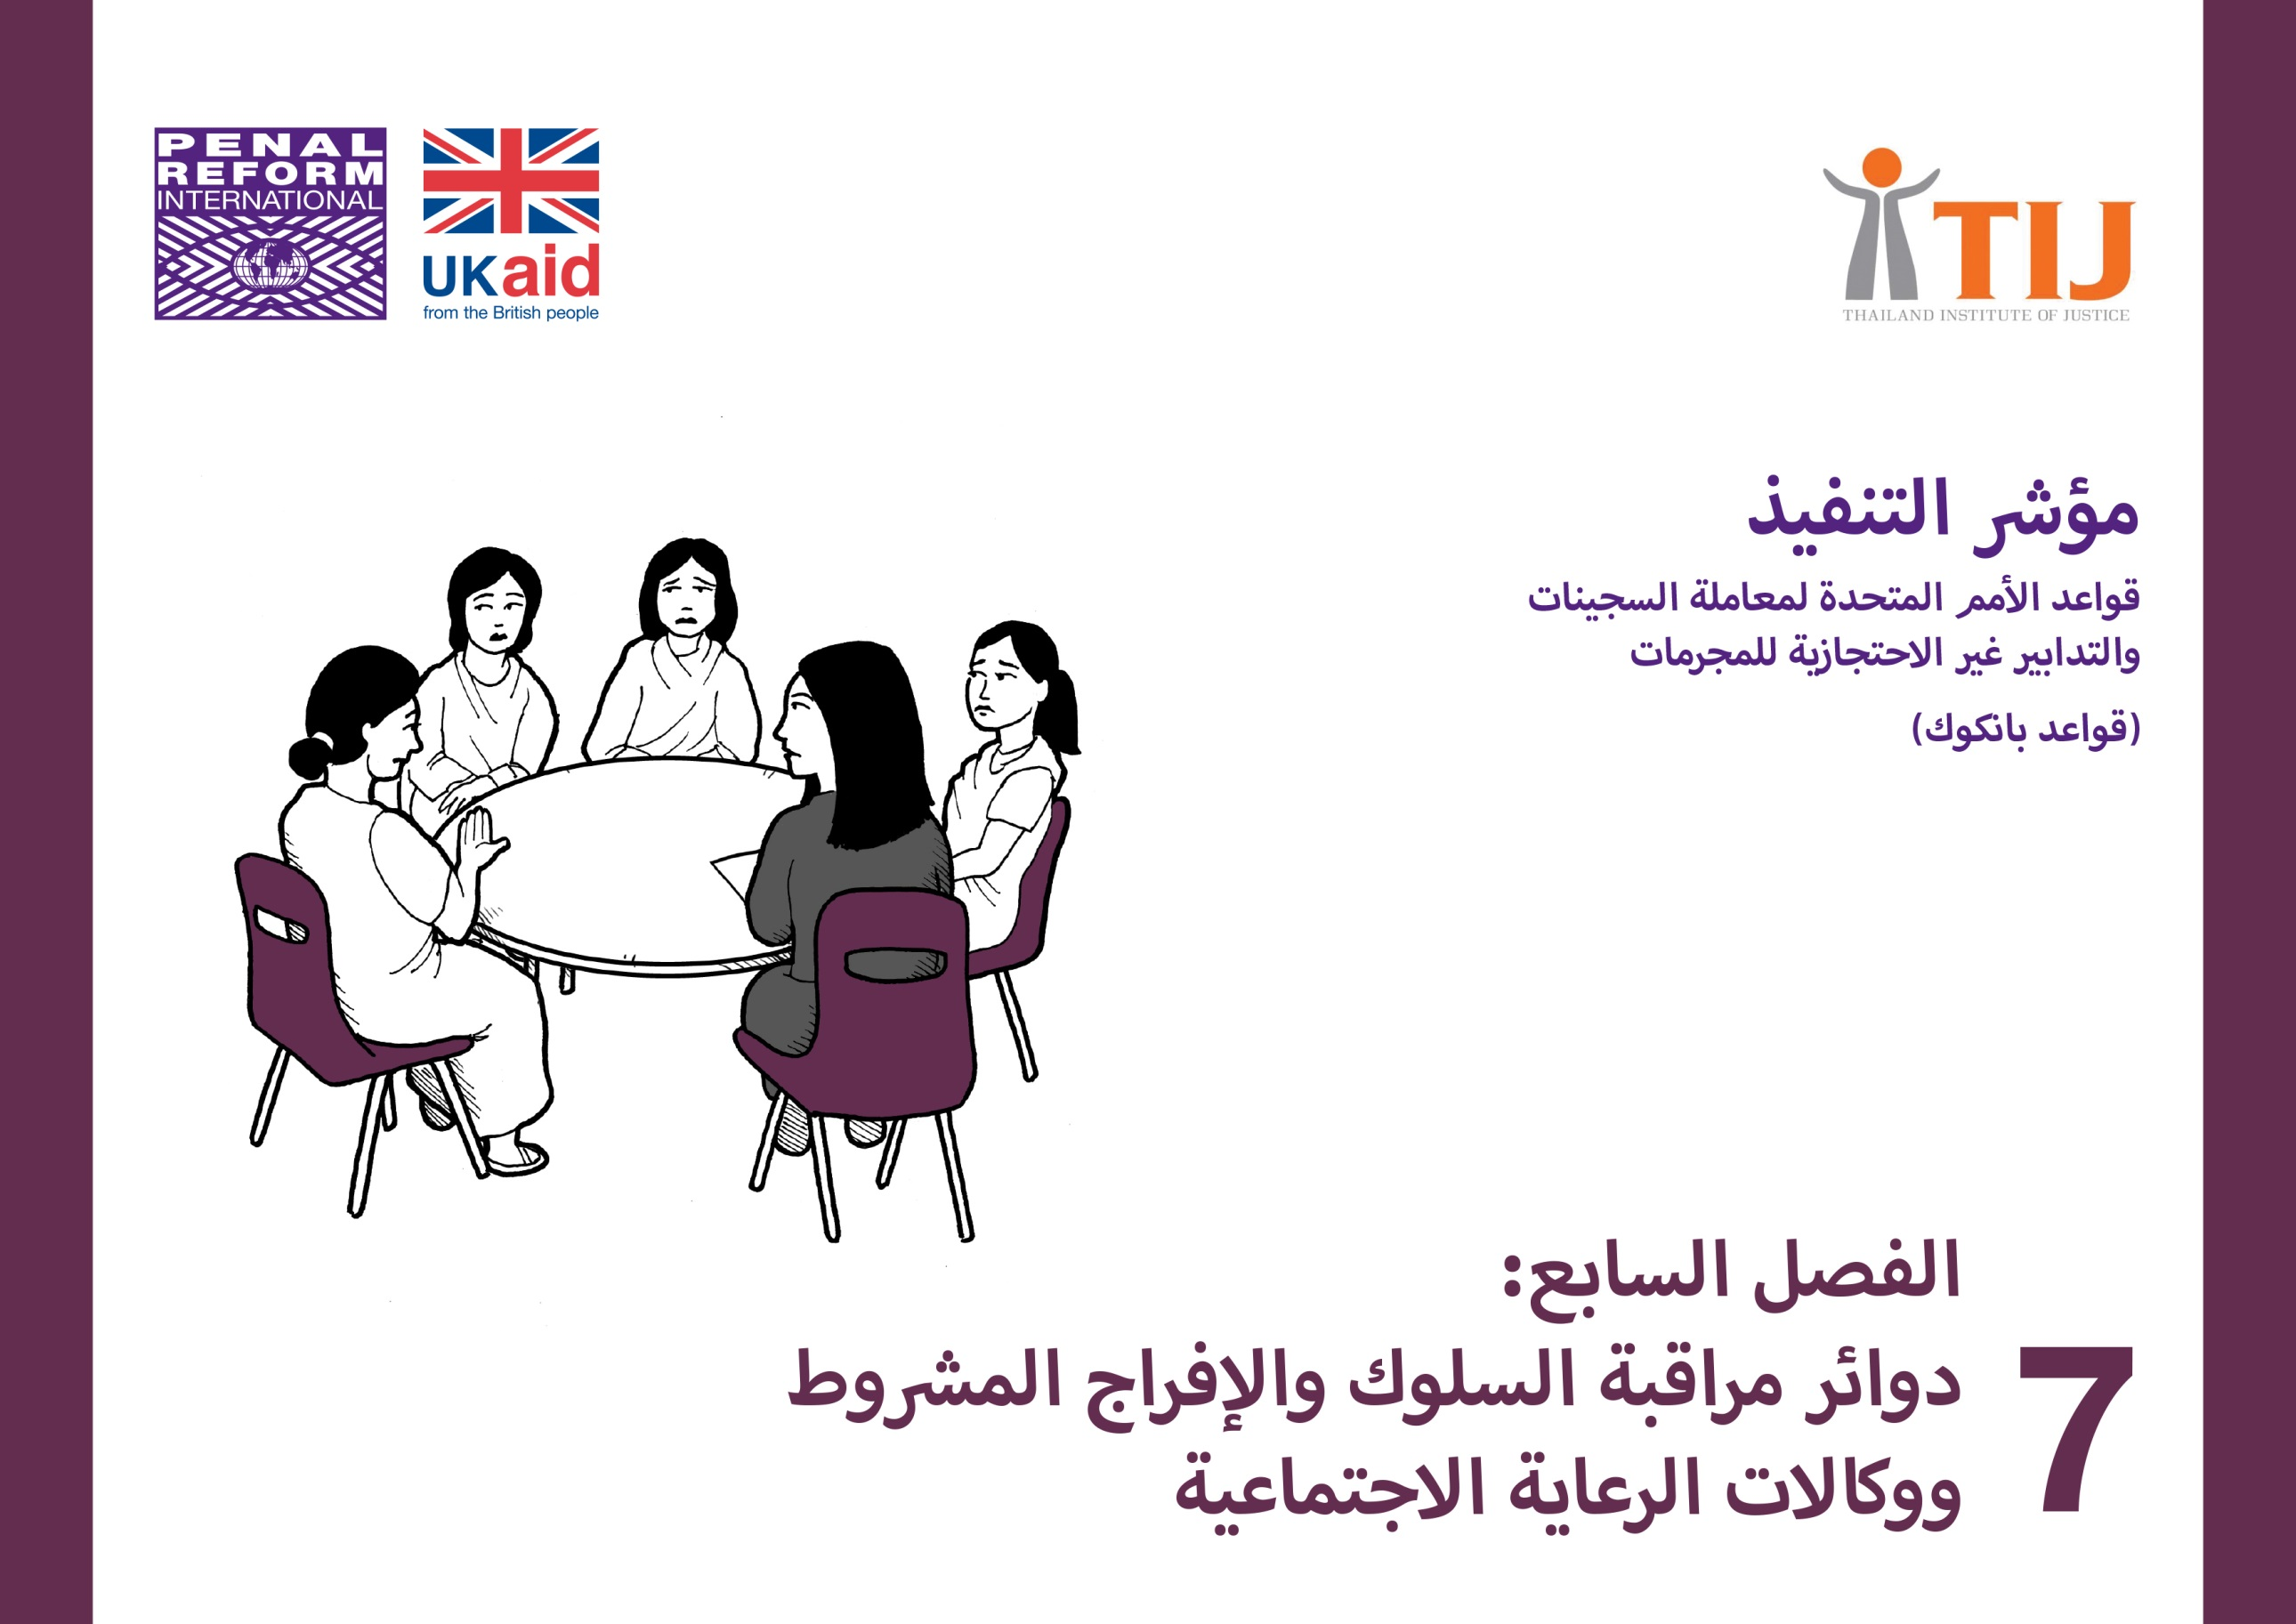 PENAL
REFORM
INTERNATIONAL
UKaid
from the British people
TIJ
THAILAND INSTITUTE OF JUSTICE
مؤشر التنفيذ
قواعد الأمم المتحدة لمعاملة السجينات
والتدابير غير الاحتجازية للمجرمات
(قواعد بانكوك)
الفصل السابع:
7
دوائر مراقبة السلوك والإفراج المشروط
ووكالات الرعاية الاجتماعية